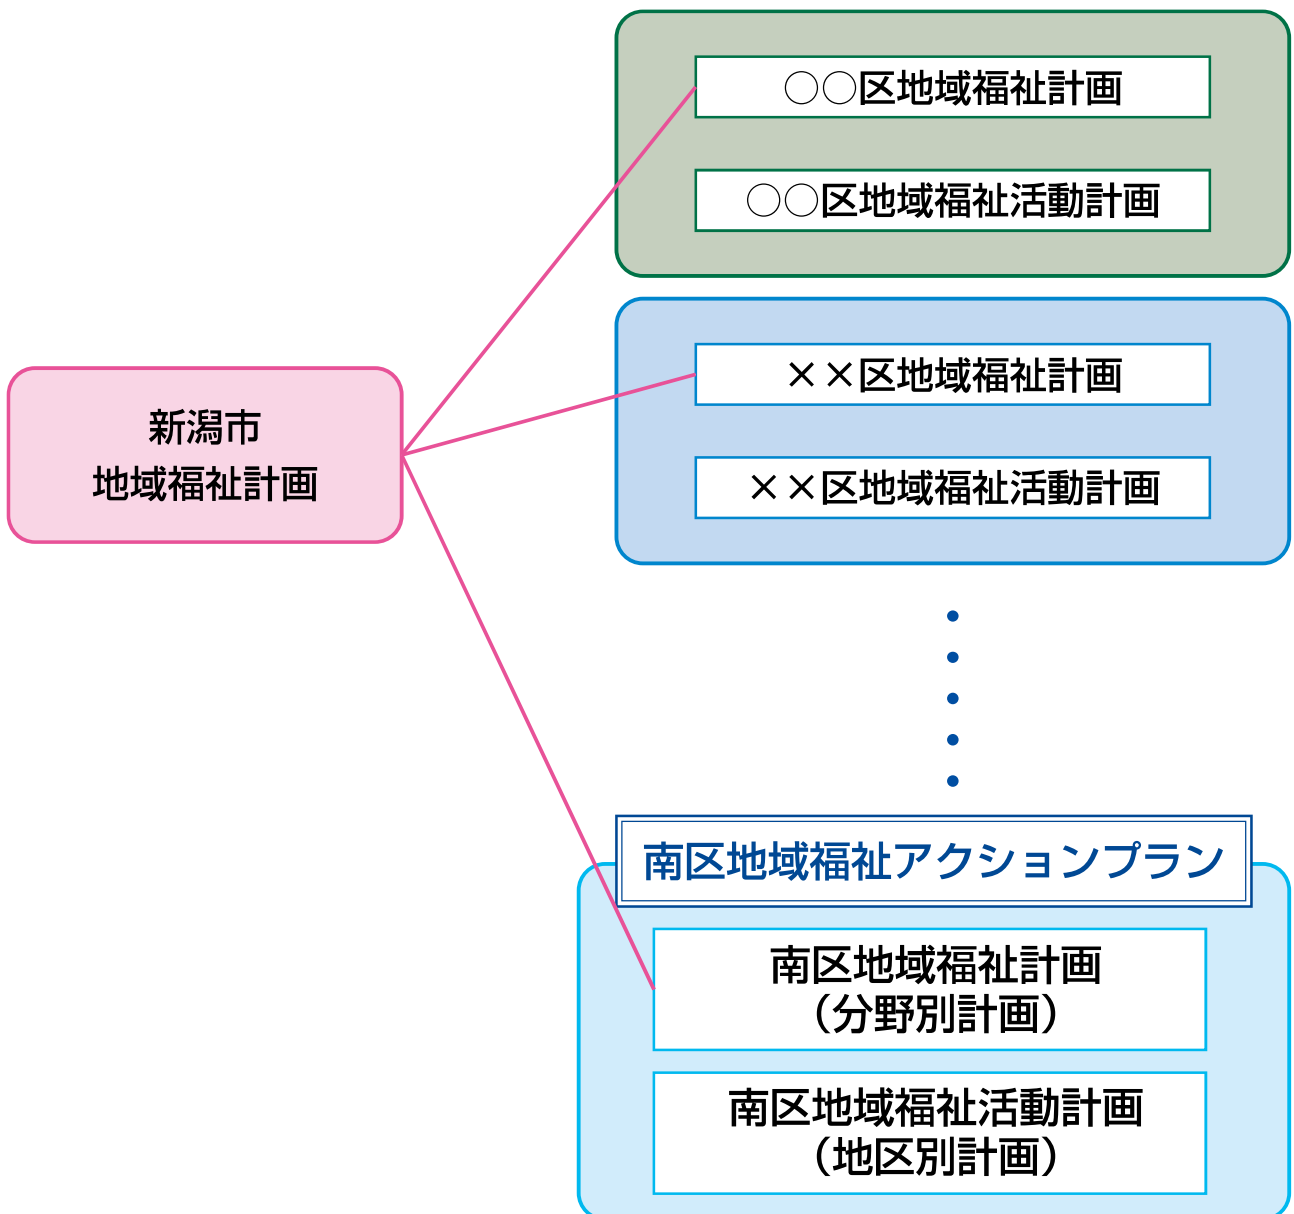 ○○区地域福祉計画
○○区地域福祉活動計画
××区地域福祉計画
××区地域福祉活動計画
新潟市
地域福祉計画
南区地域福祉アクションプラン
南区地域福祉計画
（分野別計画）
南区地域福祉活動計画
（地区別計画）